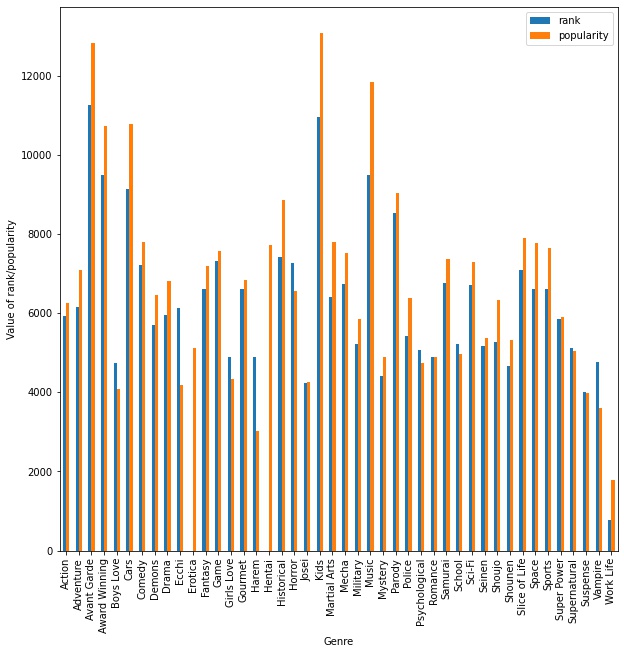 rank
popularity
12000
10000
8000
6000
4000
2000
0
Value of rank/popularity
Action
Adventure
Avant Garde
Award Winning
Boys Love
Cars
Comedy
Demons
Drama
Ecchi
Erotica
Fantasy
Game
Girls Love
Gourmet
Harem
Hentai
Historical
Horror
Josei
Kids
Martial Arts
Mecha
Military
Music
Mystery
Parody
Police
Psychological
Romance
Samurai
School
Sci-Fi
Seinen
Shoujo
Shounen
Slice of Life
Space
Sports
Super Power
Supernatural
Suspense
Vampire
Work Life
Genre